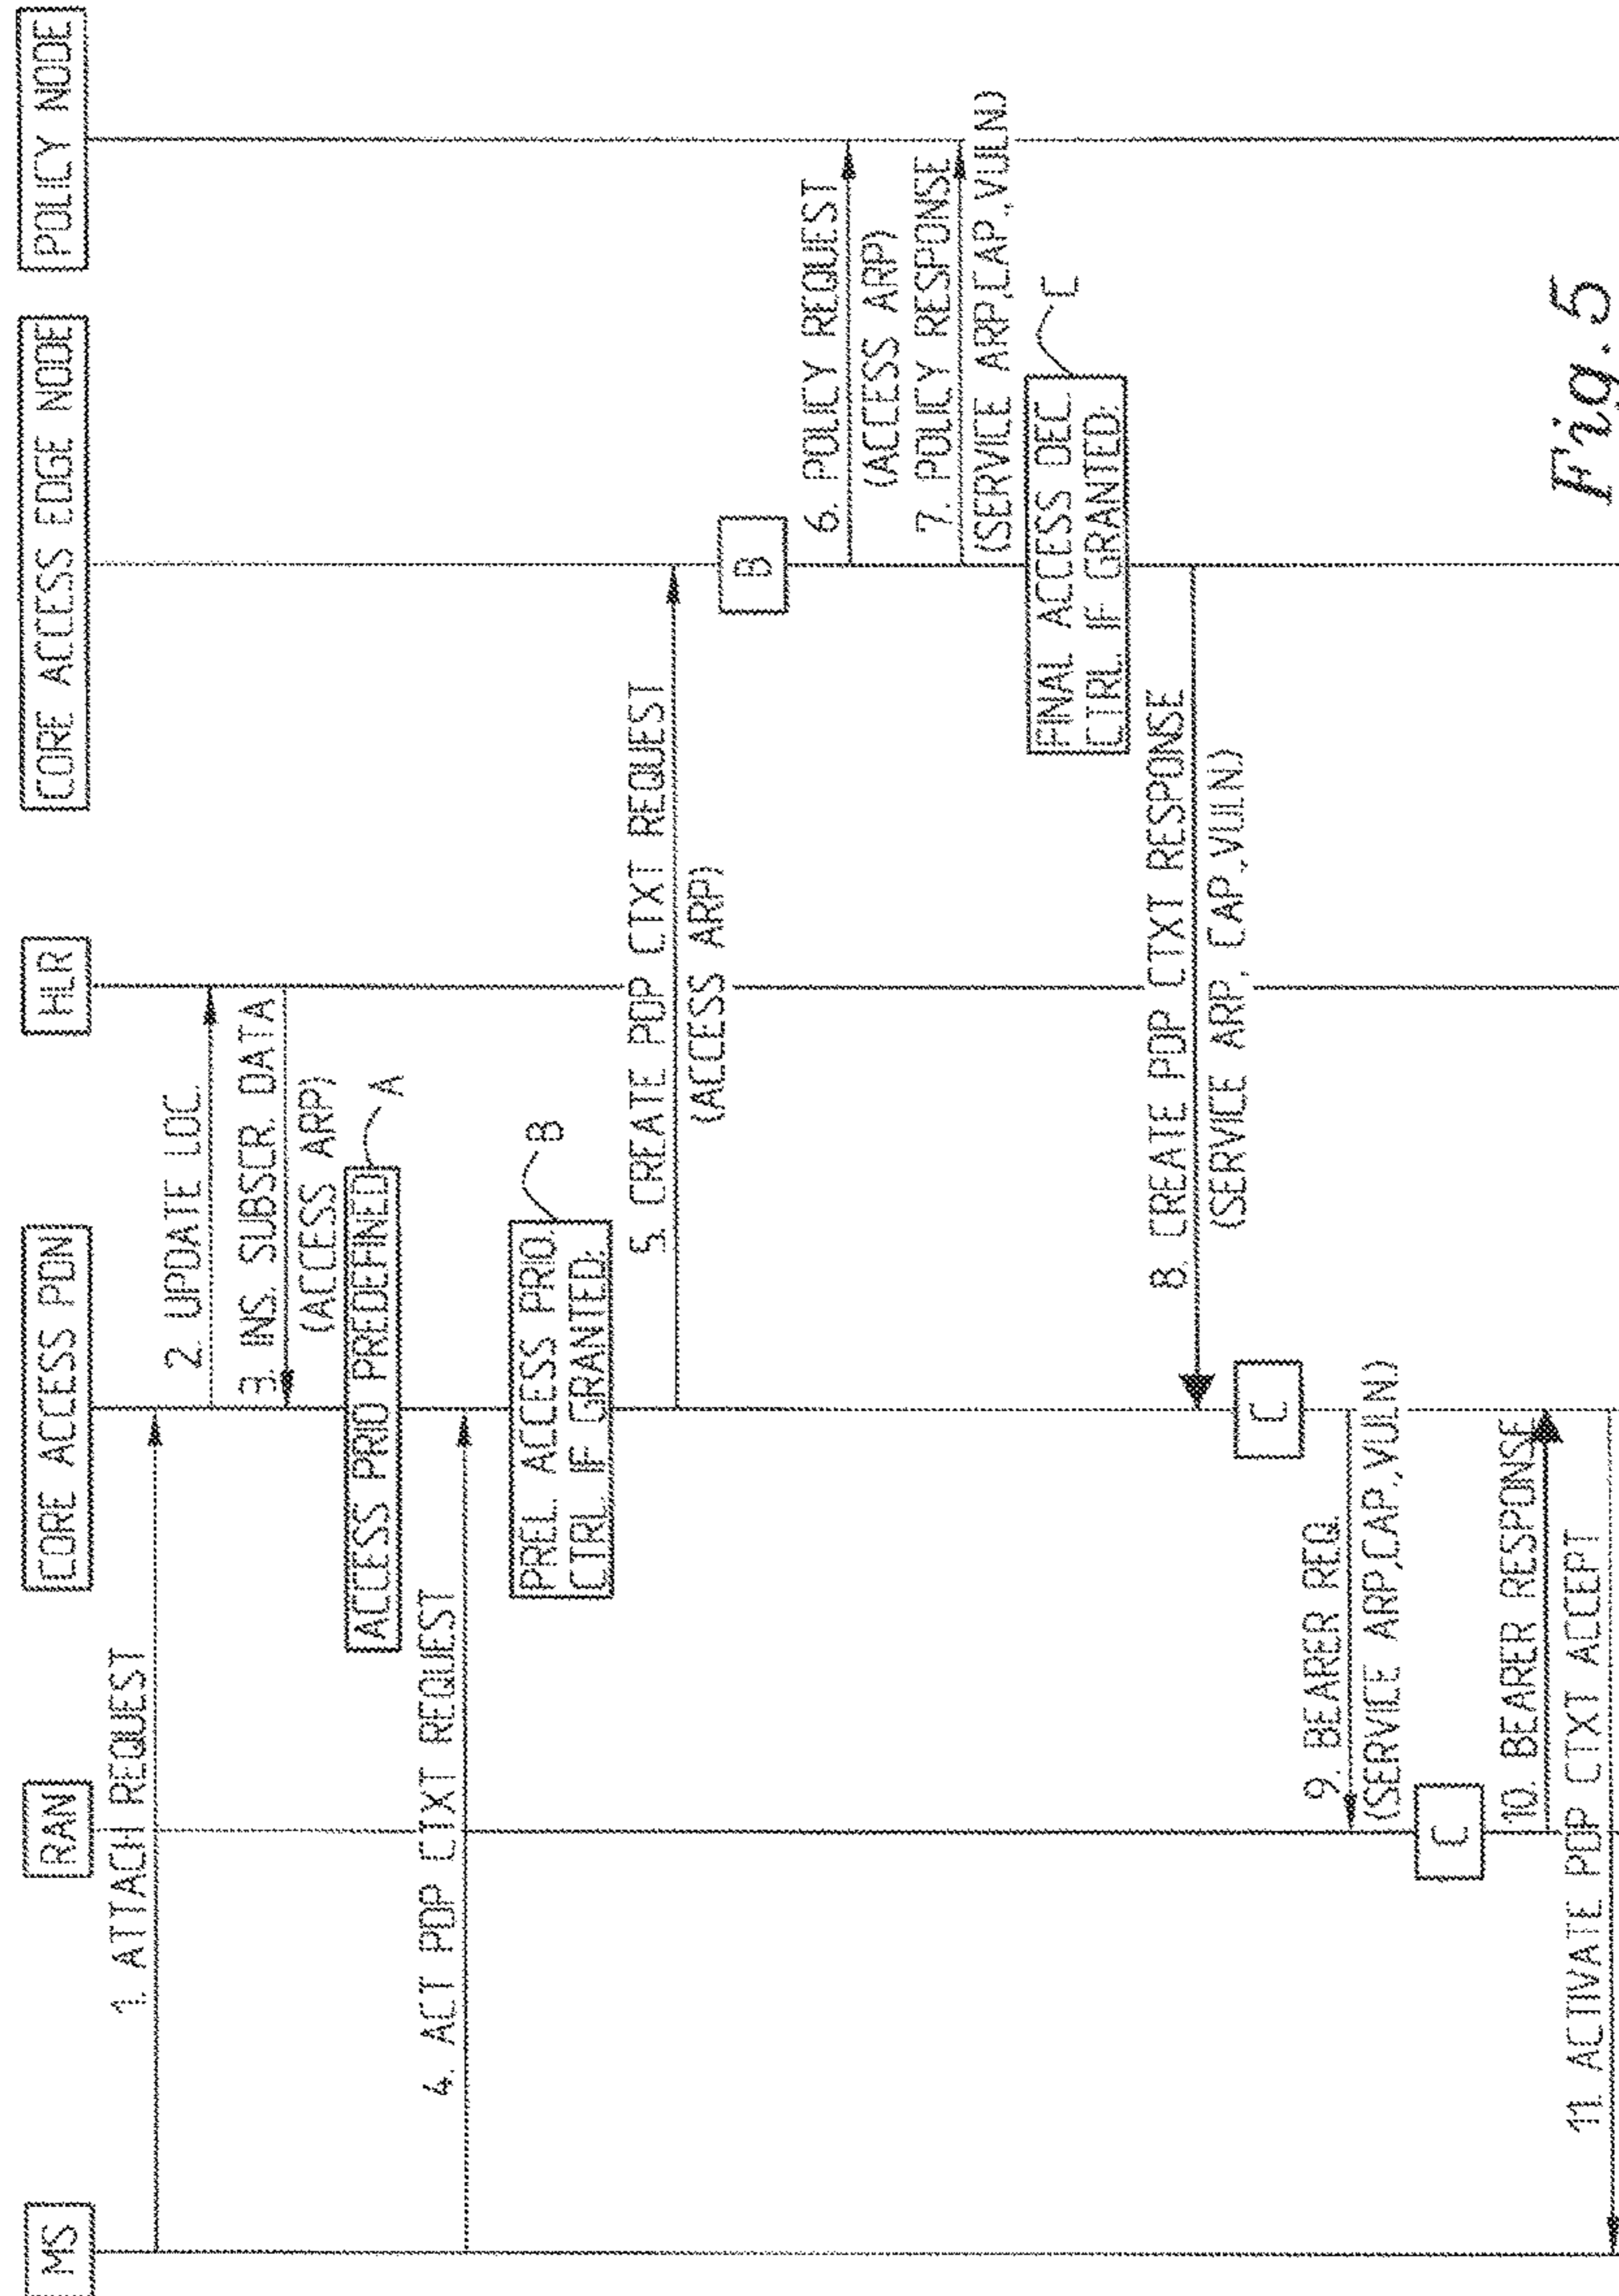 MS
RAN
CORE ACCESS PDN
HLR
CORE ACCESS EDGE NODE
POLICY NODE
1. ATTACH REQUEST
2. UPDATE LOC.
3. INS. SUBSCR. DATA
(ACCESS ARP)
ACCESS PRIO PREDEFINED
A
4. ACT PDP CTXT REQUEST
PREL. ACCESS PRIO.
CTRL. IF GRANTED;
B
5. CREATE PDP CTXT REQUEST
(ACCESS ARP)
B
6. POLICY REQUEST
(ACCESS ARP)
7. POLICY RESPONSE
(SERVICE ARP,CAP.,VULN.)
FINAL ACCESS DEC.
CTRL. IF GRANTED;
C
8. CREATE PDP CTXT RESPONSE
(SERVICE ARP, CAP.,VULN.)
C
9. BEARER REQ.
(SERVICE ARP,CAP.,VULN.)
C
10. BEARER RESPONSE
11. ACTIVATE PDP CTXT ACCEPT
Fig. 5